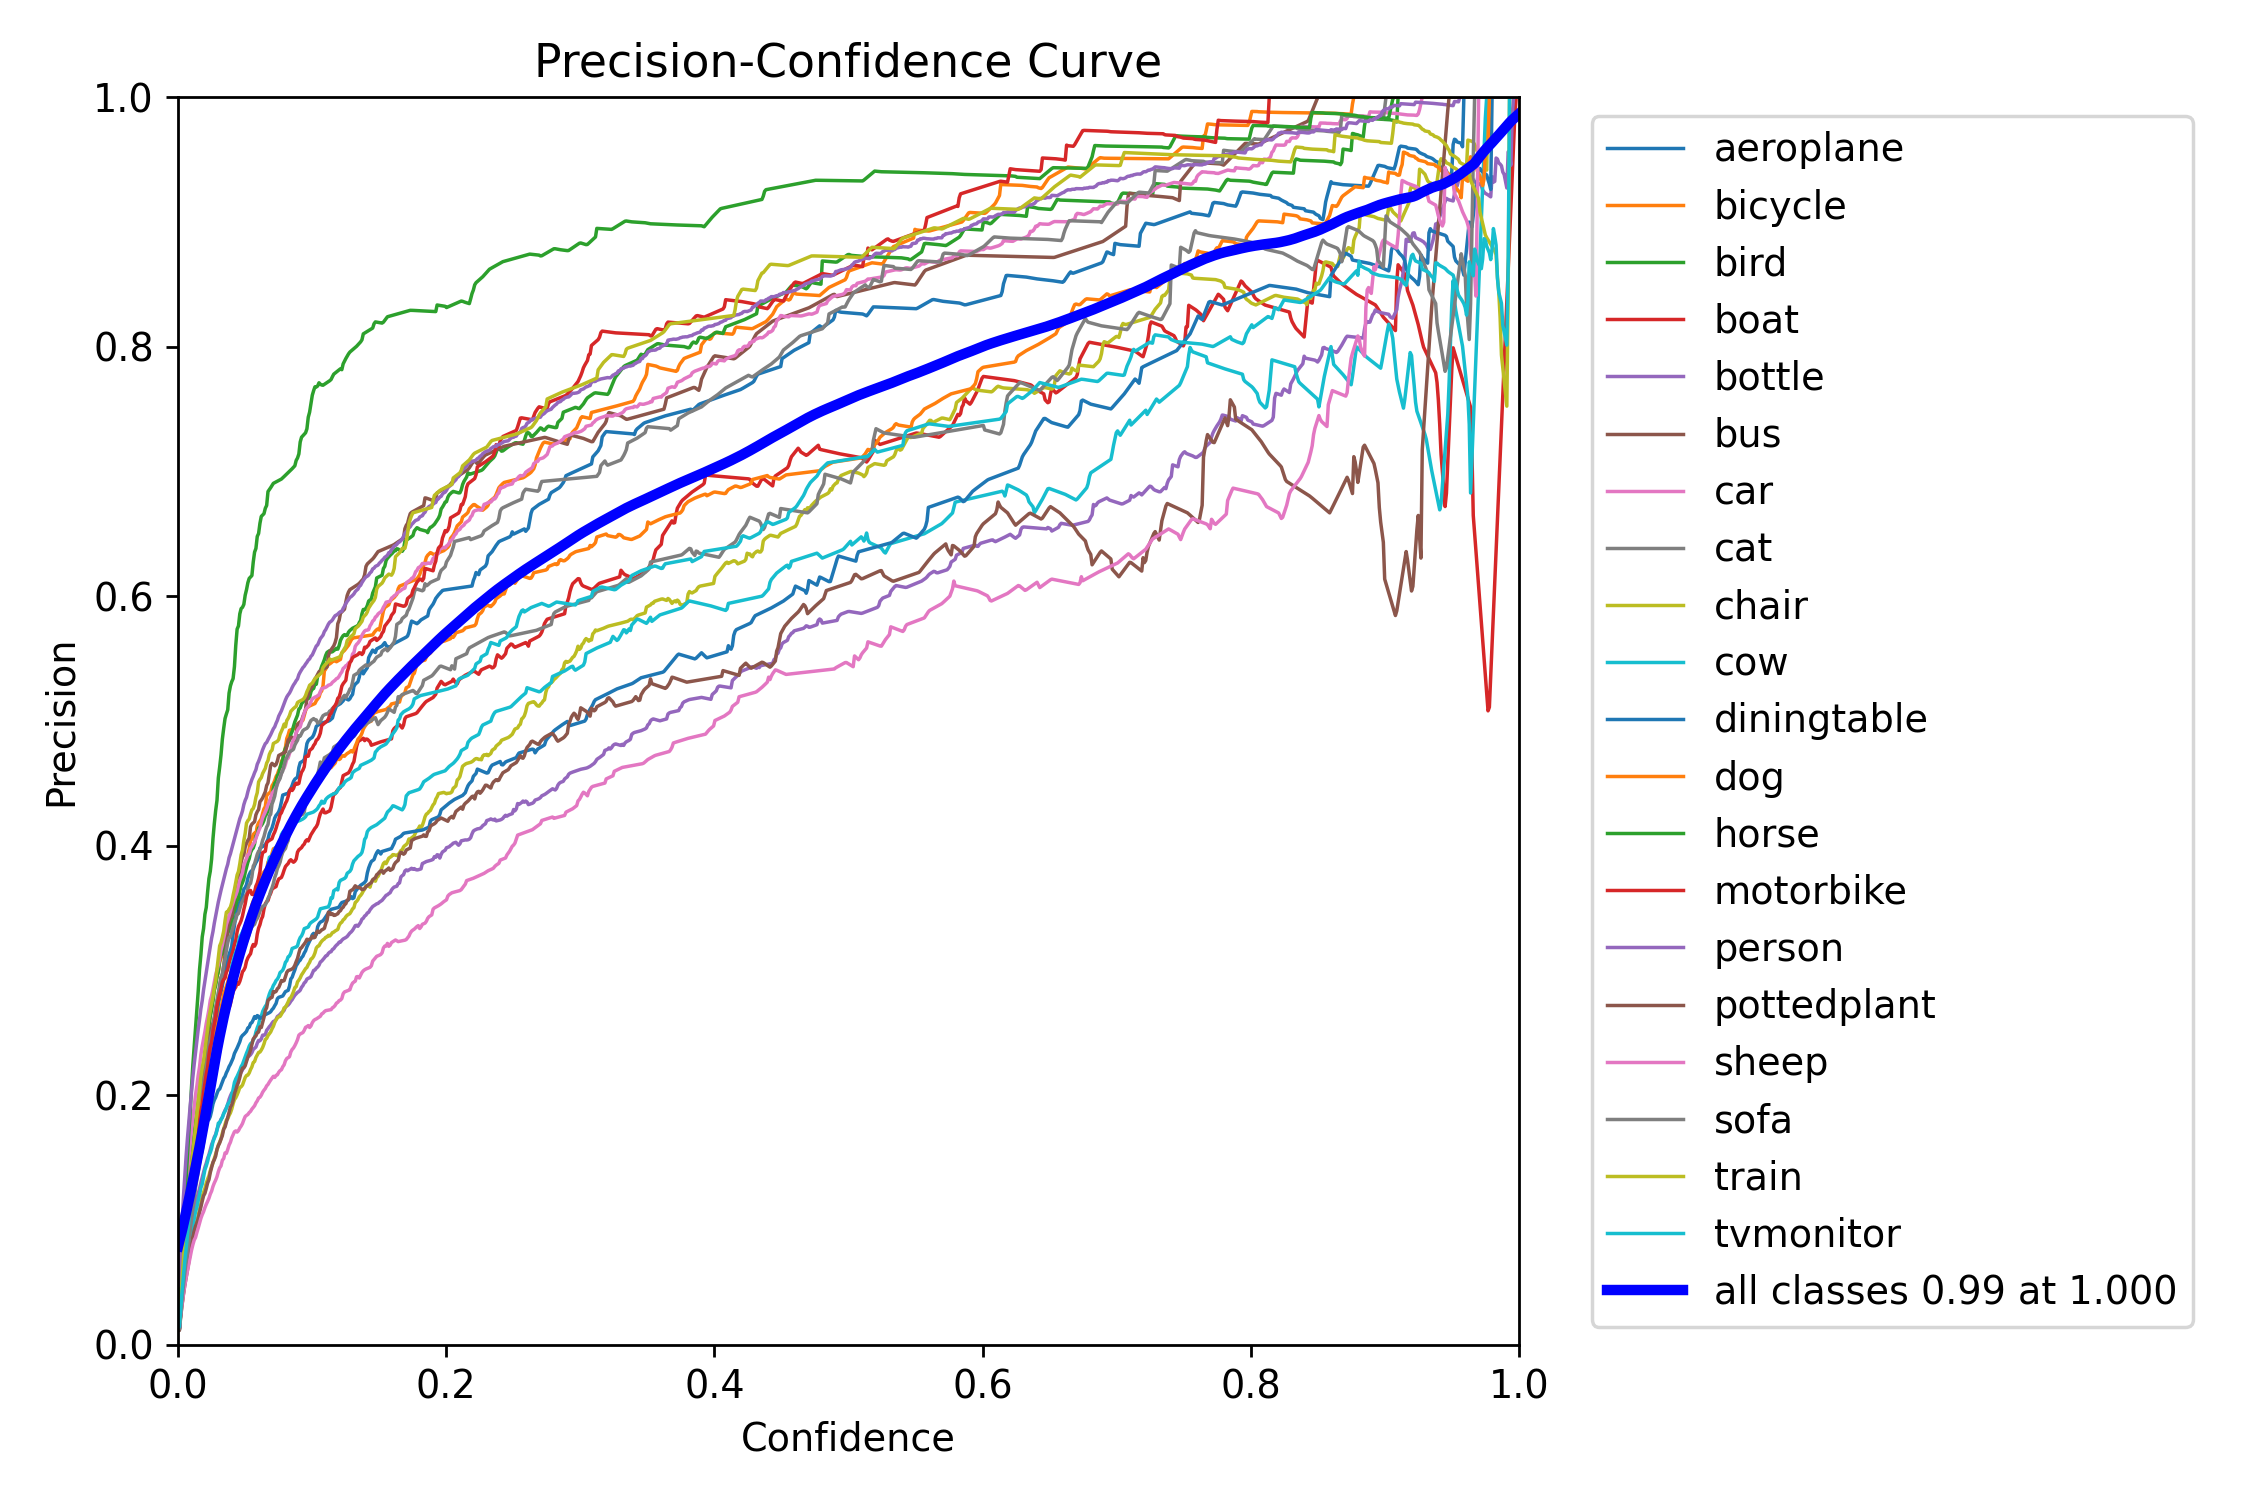 Precision-Confidence Curve
1.0
0.8
0.6
0.4
0.2
0.0
Precision
0.0 0.2 0.4 0.6 0.8 1.0
Confidence
aeroplane
bicycle
bird
boat
bottle
bus
car
cat
chair
cow
diningtable
dog
horse
motorbike
person
pottedplant
sheep
sofa
train
tvmonitor
all classes 0.99 at 1.000